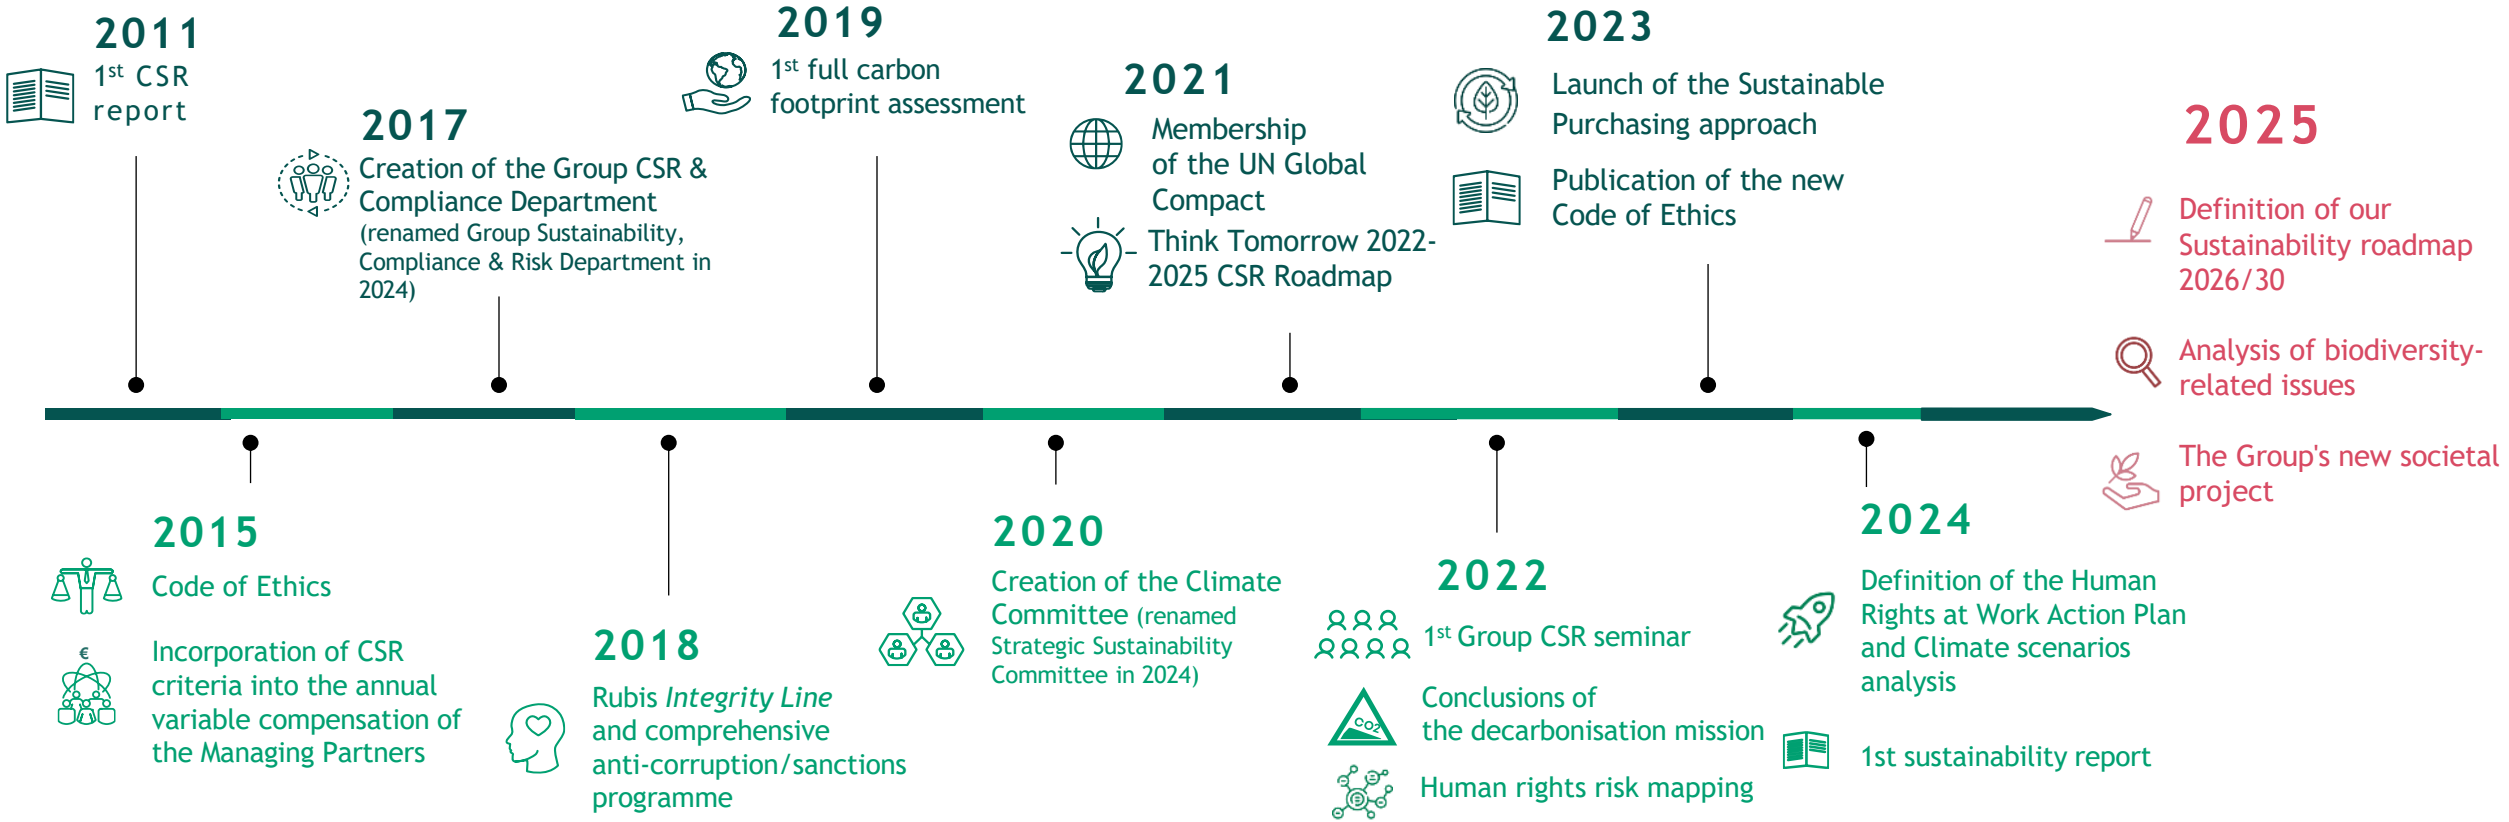 2011
1st CSR
report
2015
Code of Ethics
€
Incorporation of CSR
criteria into the annual
variable compensation of
the Managing Partners
2017
Creation of the Group CSR &
Compliance Department
(renamed Group Sustainability,
Compliance & Risk Department in
2024)
2018
Rubis Integrity Line
and comprehensive
anti-corruption/sanctions
programme
2019
1st full carbon
footprint assessment
2020
Creation of the Climate
Committee (renamed
Strategic Sustainability
Committee in 2024)
2021
Membership
of the UN Global
Compact
Think Tomorrow 2022-
2025 CSR Roadmap
2022
1st Group CSR seminar
CO2
Conclusions of
the decarbonisation mission
Human rights risk mapping
2023
Launch of the Sustainable
Purchasing approach
Publication of the new
Code of Ethics
2024
Definition of the Human
Rights at Work Action Plan
and Climate scenarios
analysis
1st sustainability report
2025
Definition of our
Sustainability roadmap
2026/30
Analysis of biodiversity-
related issues
The Group's new societal
project